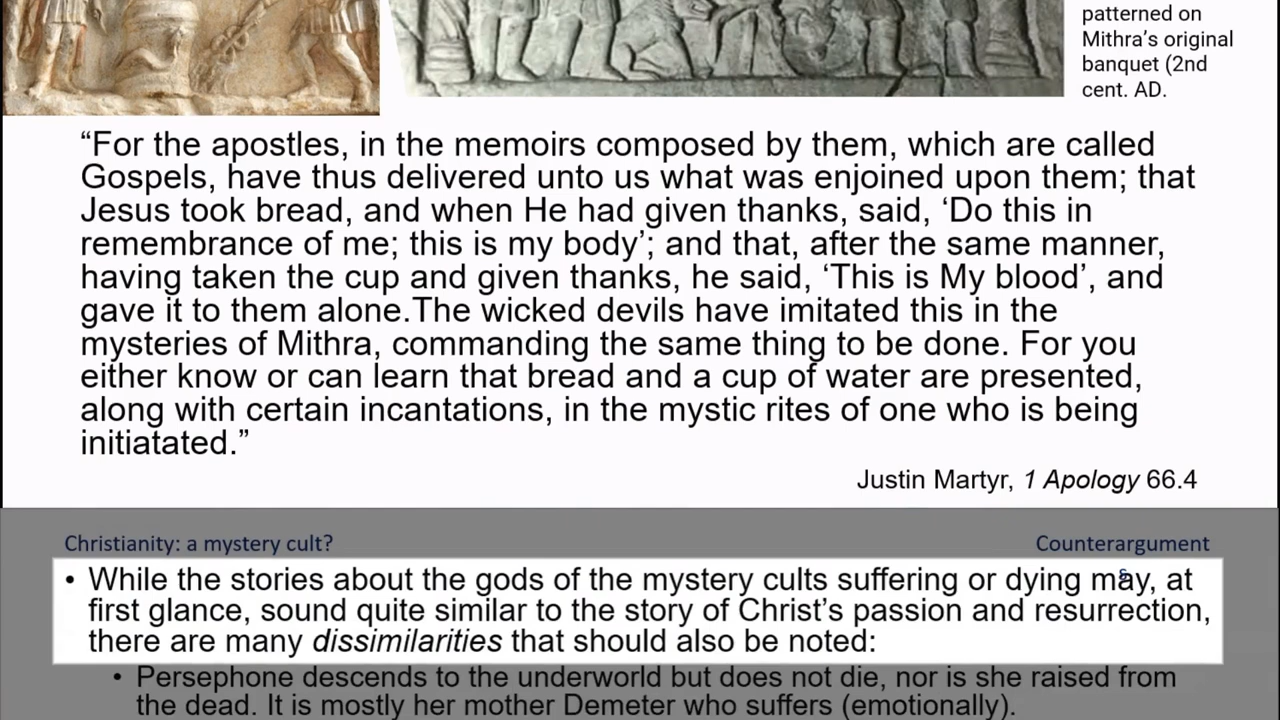 patterned on
Mithra’s original
banquet (2nd
cent. AD.
“For the apostles, in the memoirs composed by them, which are called
Gospels, have thus delivered unto us what was enjoined upon them; that
Jesus took bread, and when He had given thanks, said, ‘Do this in
remembrance of me; this is my body’; and that, after the same manner,
having taken the cup and given thanks, he said, ‘This is My blood’, and
gave it to them alone.The wicked devils have imitated this in the
mysteries of Mithra, commanding the same thing to be done. For you
either know or can learn that bread and a cup of water are presented,
along with certain incantations, in the mystic rites of one who is being
initiatated.”
Justin Martyr, 1 Apology 66.4
Christianity: a mystery cult?
Counterargument
s
• While the stories about the gods of the mystery cults suffering or dying may, at
first glance, sound quite similar to the story of Christ’s passion and resurrection,
there are many dissimilarities that should also be noted:
• Persephone descends to the underworld but does not die, nor is she raised from
the dead. It is mostly her mother Demeter who suffers (emotionally).